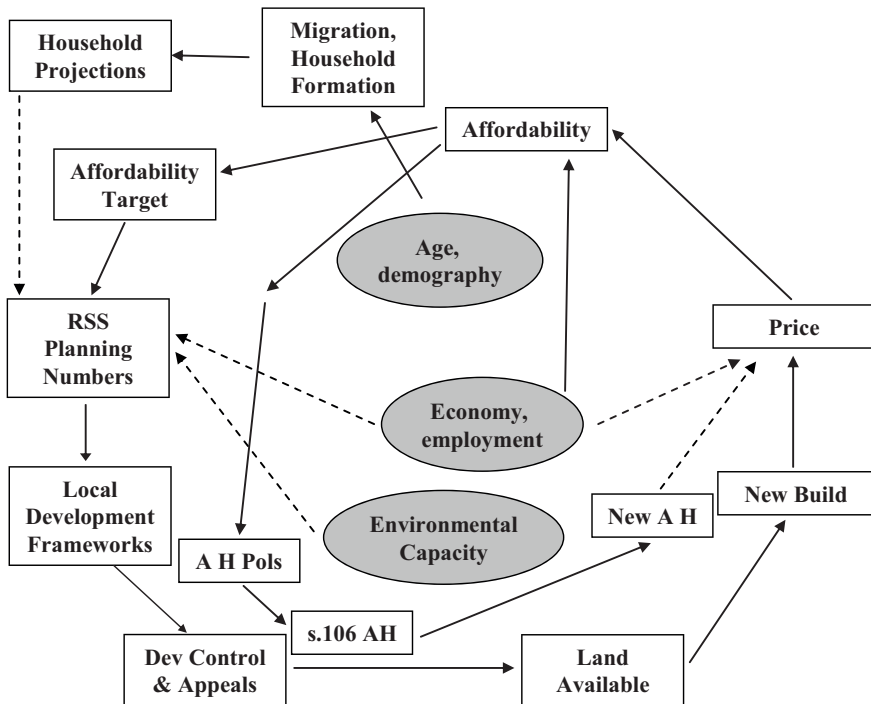 Household
Projections
Migration,
Household
Formation
Affordability
Affordability
Target
Age,
demography
RSS
Planning
Numbers
Price
Economy,
employment
Local
Development
Frameworks
New Build
New A H
Environmental
Capacity
A H Pols
s.106 AH
Dev Control
& Appeals
Land
Available